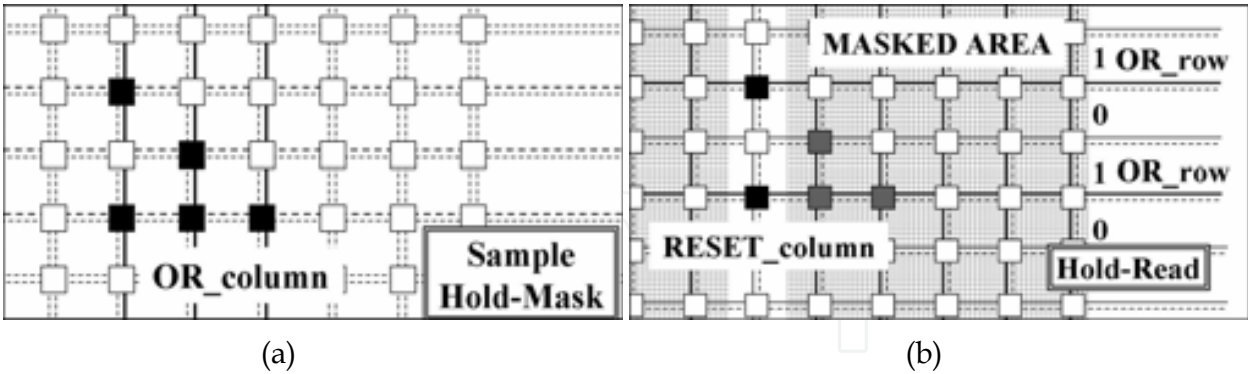 OR_column
Sample
Hold-Mask
(a)
MASKED AREA
1 OR_row
0
1 OR_row
0
RESET_column
Hold-Read
(b)